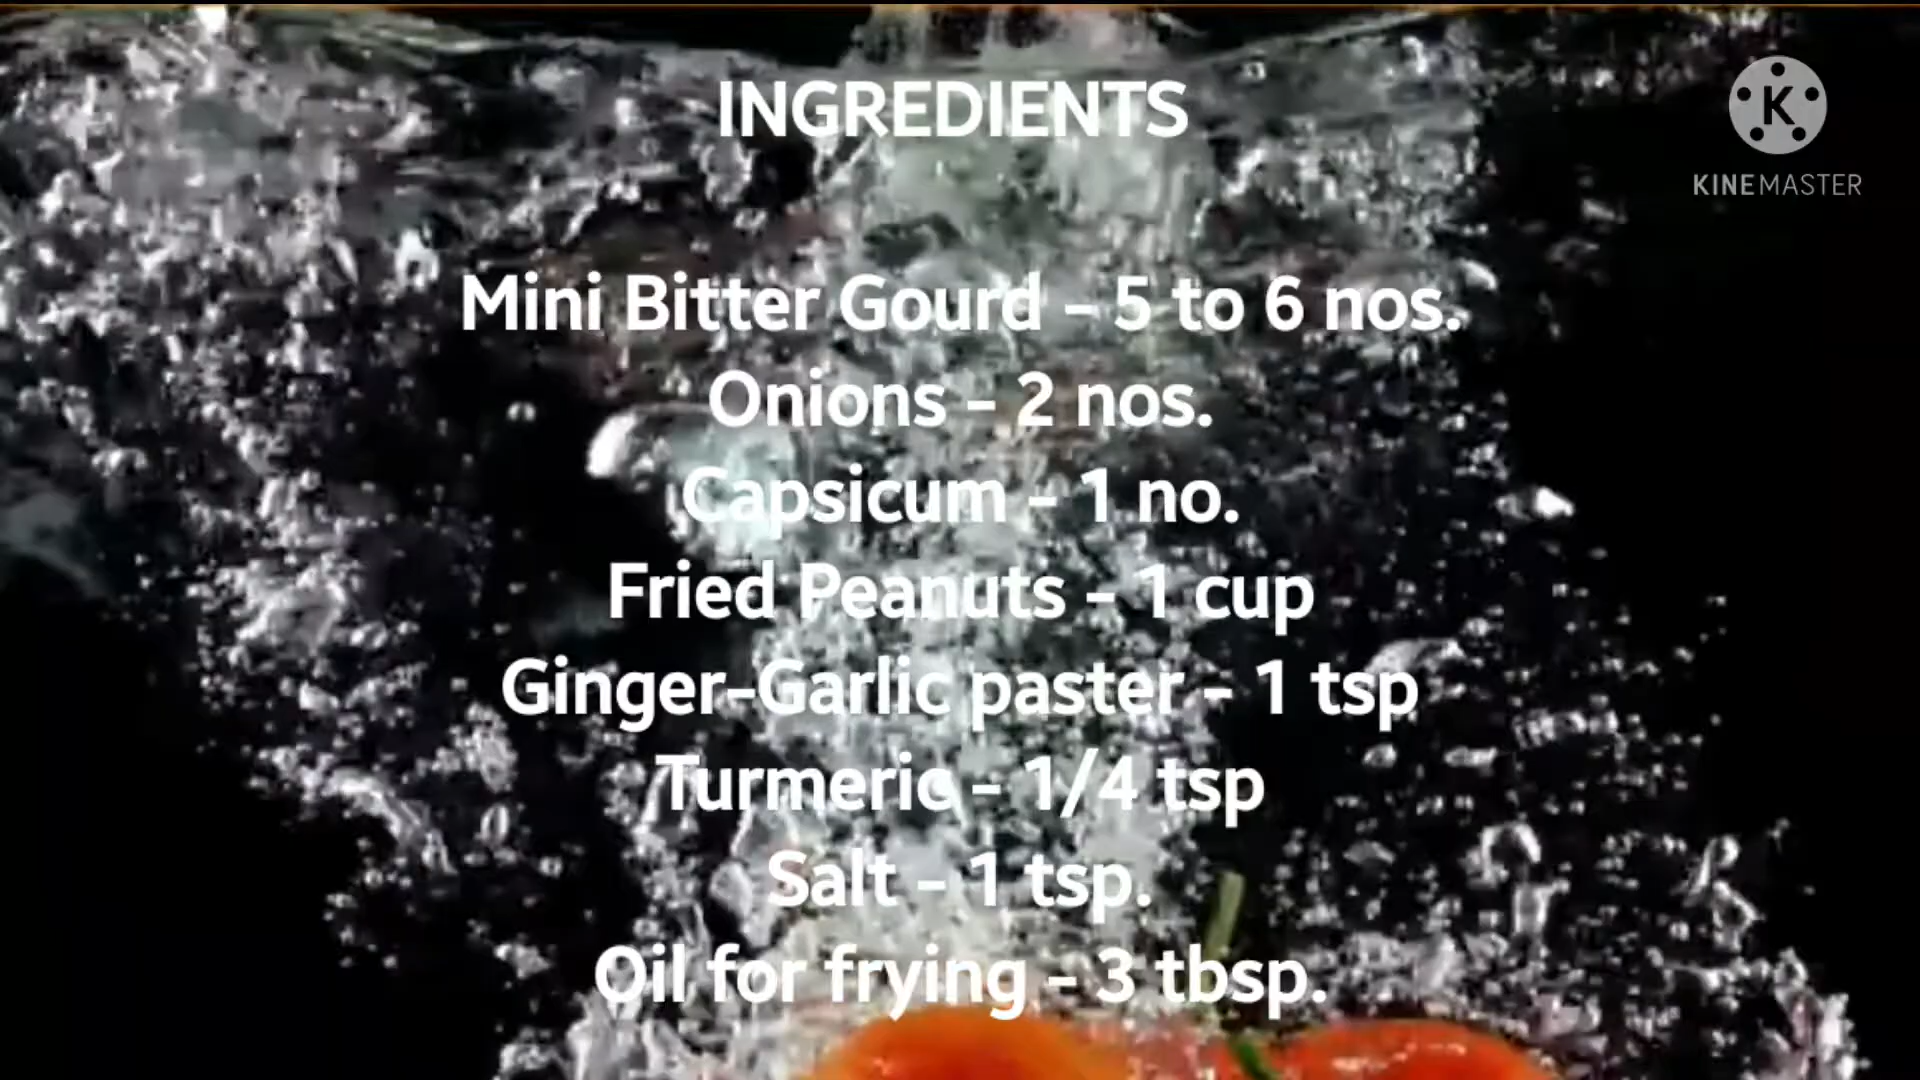 INGREDIENTS
K
KINEMASTER
Mini Bitter Gourd - 5 to 6 nos.
Onions - 2 nos.
Capsicum - 1 no.
Fried Peanuts - 1 cup
Ginger-Garlic paster - 1 tsp
Turmeric - 1/4 tsp
Salt - 1 tsp.
Oil for frying - 3 tbsp.